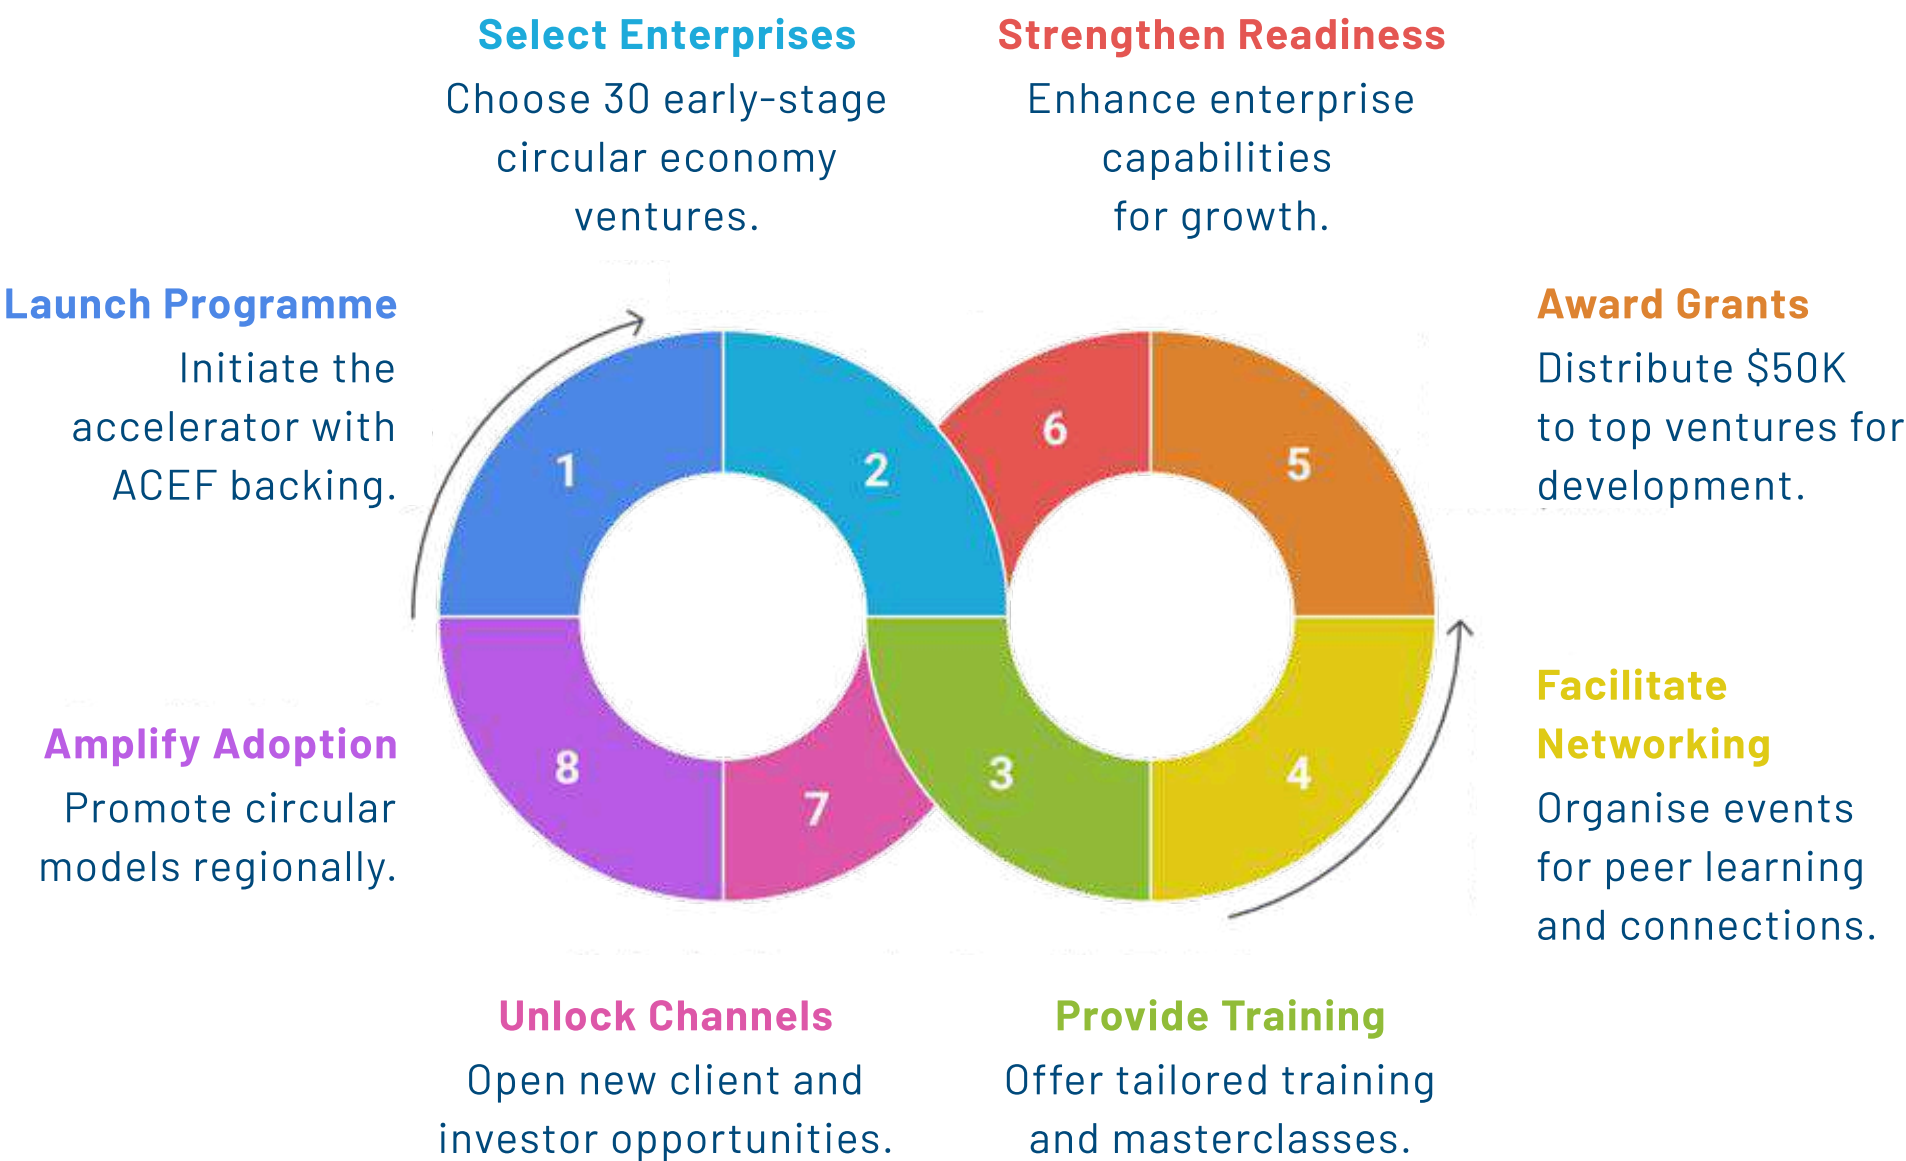 Select Enterprises
Choose 30 early-stage
circular economy
ventures.
Strengthen Readiness
Enhance enterprise
capabilities
for growth.
Launch Programme
Initiate the
accelerator with
ACEF backing.
Award Grants
Distribute $50K
to top ventures for
development.
1
2
6
5
8
7
3
4
Amplify Adoption
Promote circular
models regionally.
Facilitate
Networking
Organise events
for peer learning
and connections.
Unlock Channels
Open new client and
investor opportunities.
Provide Training
Offer tailored training
and masterclasses.